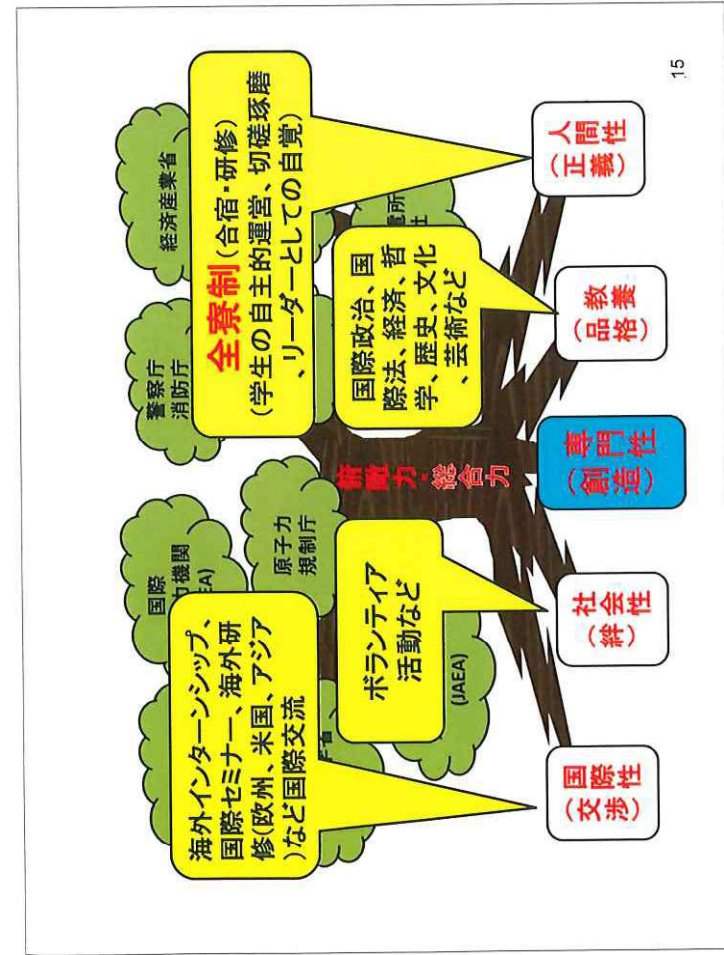 経済産業省
警察庁
消防庁
国際
原子力
規制庁
(JAEA)
全寮制(合宿・研修)
(学生の自主的運営、切磋琢磨
、リーダーとしての自覚)
国際政治、国
際法、経済、哲
学、歴史、文化
、芸術など
海外インターンシップ、
国際セミナー、海外研
修(欧州、米国、アジア
)など国際交流
ボランティア
活動など
俯瞰力・総合力
国際性
(交渉)
社会性
(絆)
専門性
(創造)
教養
(品格)
人間性
(正義)
15